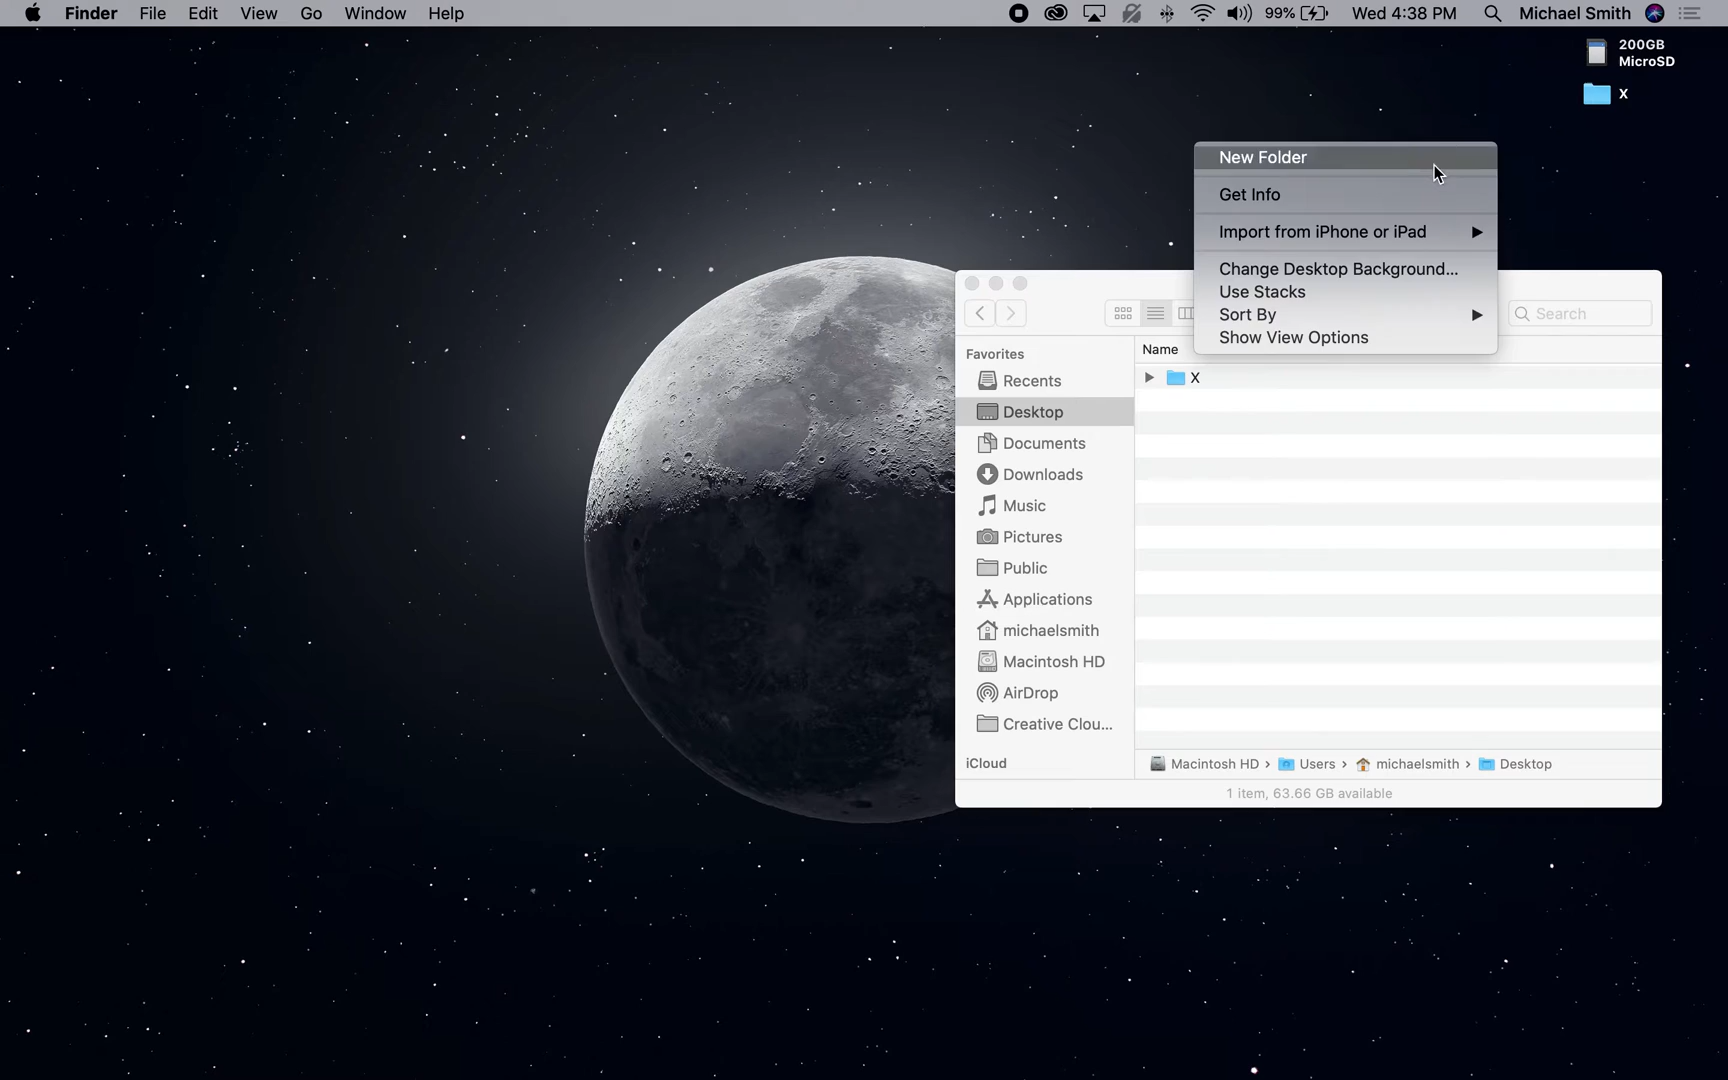 Finder File Edit View Go Window Help 99% Wed 4:38 PM Michael Smith
200GB
MicroSD
X
New Folder
Get Info
Import from iPhone or iPad
Change Desktop Background...
Use Stacks
Sort By
Show View Options
Search
Favorites
Recents
Desktop
Documents
Downloads
Music
Pictures
Public
Applications
michaelsmith
Macintosh HD
AirDrop
Creative Clou...
iCloud
Name
X
Macintosh HD › Users › michaelsmith › Desktop
1 item, 63.66 GB available